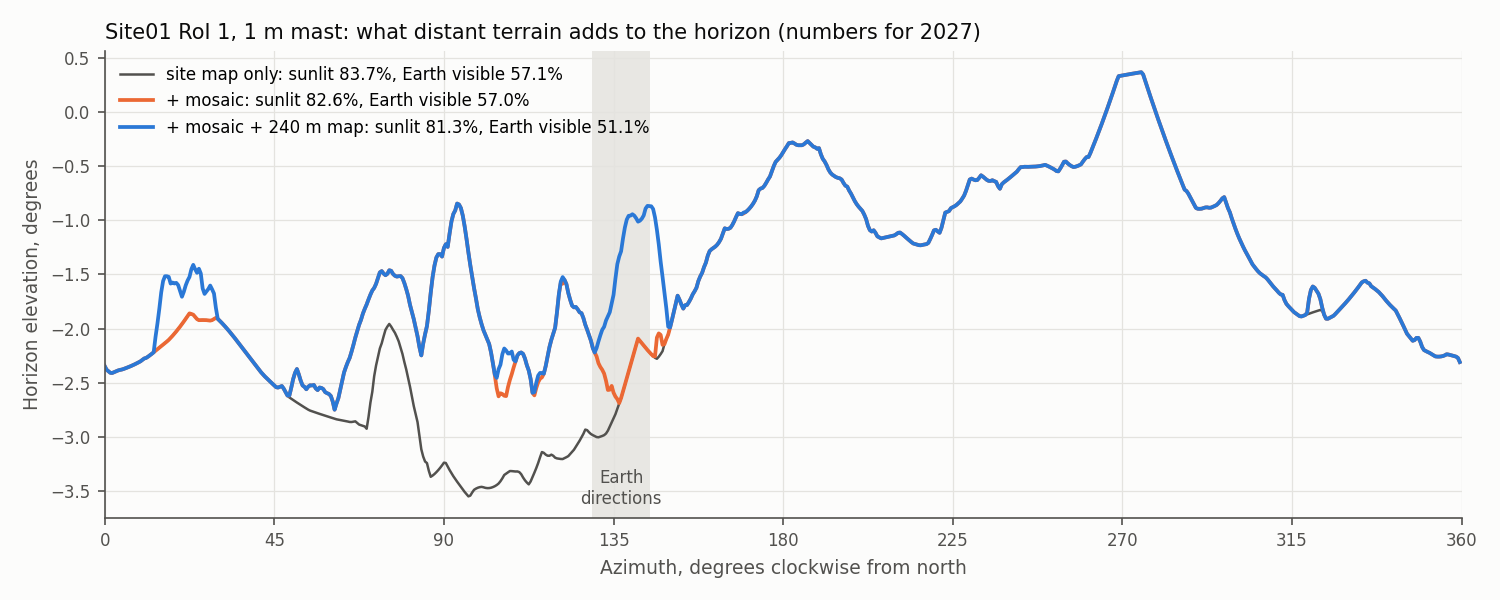 Site01 RoI 1, 1 m mast: what distant terrain adds to the horizon (numbers for 2027)
site map only: sunlit 83.7%, Earth visible 57.1%
+ mosaic: sunlit 82.6%, Earth visible 57.0%
+ mosaic + 240 m map: sunlit 81.3%, Earth visible 51.1%
Horizon elevation, degrees
0.5
0.0
−0.5
−1.0
−1.5
−2.0
−2.5
−3.0
−3.5
Earth
directions
0 45 90 135 180 225 270 315 360
Azimuth, degrees clockwise from north